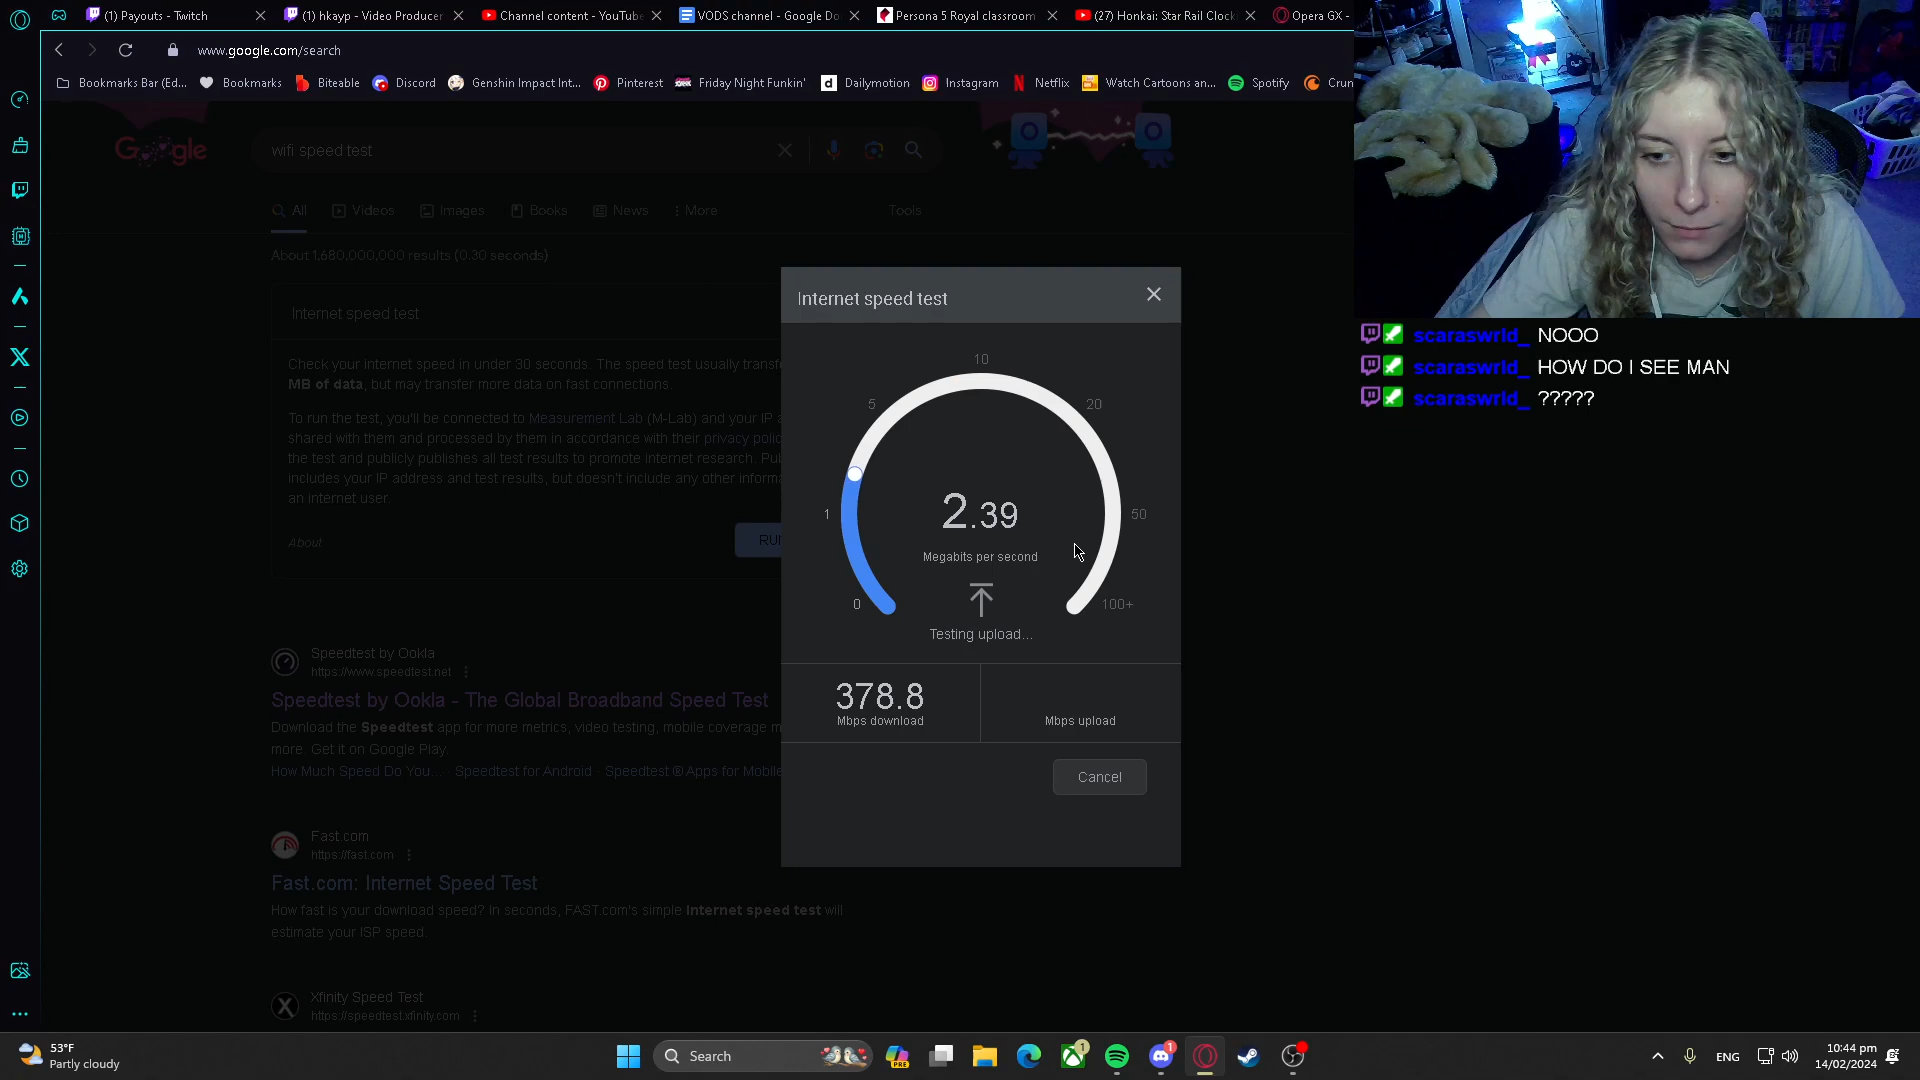 (1) Payouts - Twitch
(1) hkayp - Video Producer
Channel content - YouTube
VODS channel - Google Do
Persona 5 Royal classroom
(27) Honkai: Star Rail Clock
Opera GX -
www.google.com/search
Bookmarks Bar (Ed...
Bookmarks
Biteable
Discord
Genshin Impact Int...
Pinterest
Friday Night Funkin'
Dailymotion
Instagram
Netflix
Watch Cartoons an...
Spotify
Crun
Google
wifi speed test
All
Videos
Images
Books
News
More
Tools
About 1,680,000,000 results (0.30 seconds)
Internet speed test
Check your internet speed in under 30 seconds. The speed test usually transf
MB of data, but may transfer more data on fast connections.
To run the test, you'll be connected to Measurement Lab (M-Lab) and your IP a
shared with them and processed by them in accordance with their privacy polic
the test and publicly publishes all test results to promote internet research. Pub
includes your IP address and test results, but doesn't include any other informa
an internet user.
About
RU
Internet speed test
10
5
20
1
50
0
100+
2.39
Megabits per second
Testing upload...
378.8
Mbps download
Mbps upload
Cancel
Speedtest by Ookla
https://www.speedtest.net
Speedtest by Ookla - The Global Broadband Speed Test
Download the Speedtest app for more metrics, video testing, mobile coverage m
more. Get it on Google Play.
How Much Speed Do You... · Speedtest for Android · Speedtest ® Apps for Mobile
Fast.com
https://fast.com
Fast.com: Internet Speed Test
How fast is your download speed? In seconds, FAST.com's simple Internet speed test will
estimate your ISP speed.
Xfinity Speed Test
https://speedtest.xfinity.com
scaraswrld_ NOOO
scaraswrld_ HOW DO I SEE MAN
scaraswrld_ ?????
53°F
Partly cloudy
Search
PRE
1
1
ENG
10:44 pm
14/02/2024